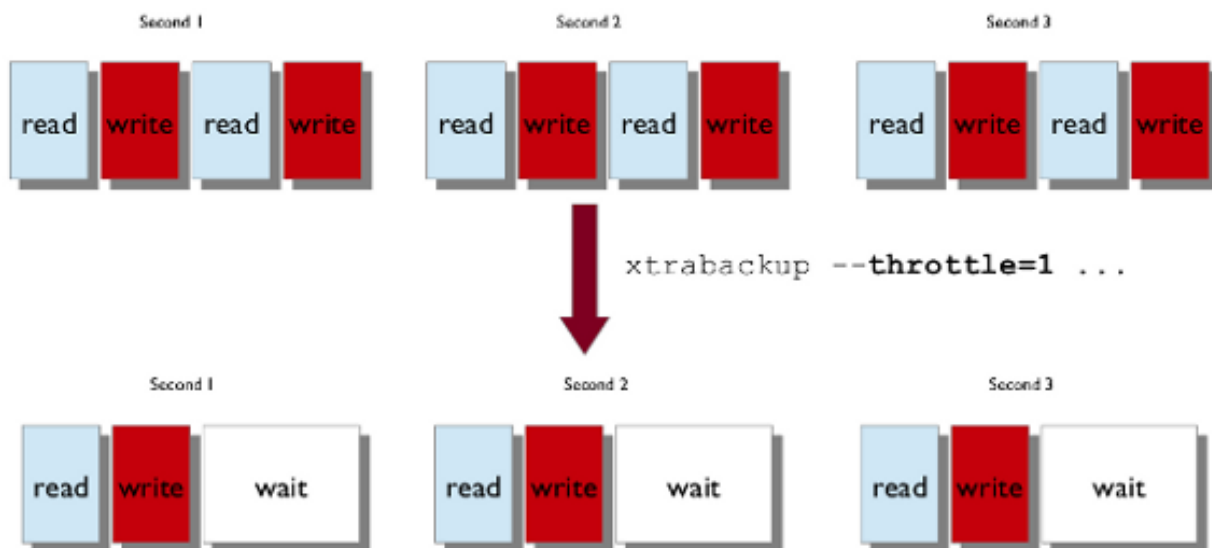 Second 1 Second 2 Second 3
read write read write read write read write read write read write
xtrabackup --throttle=1 ...
Second 1 Second 2 Second 3
read write wait read write wait read write wait